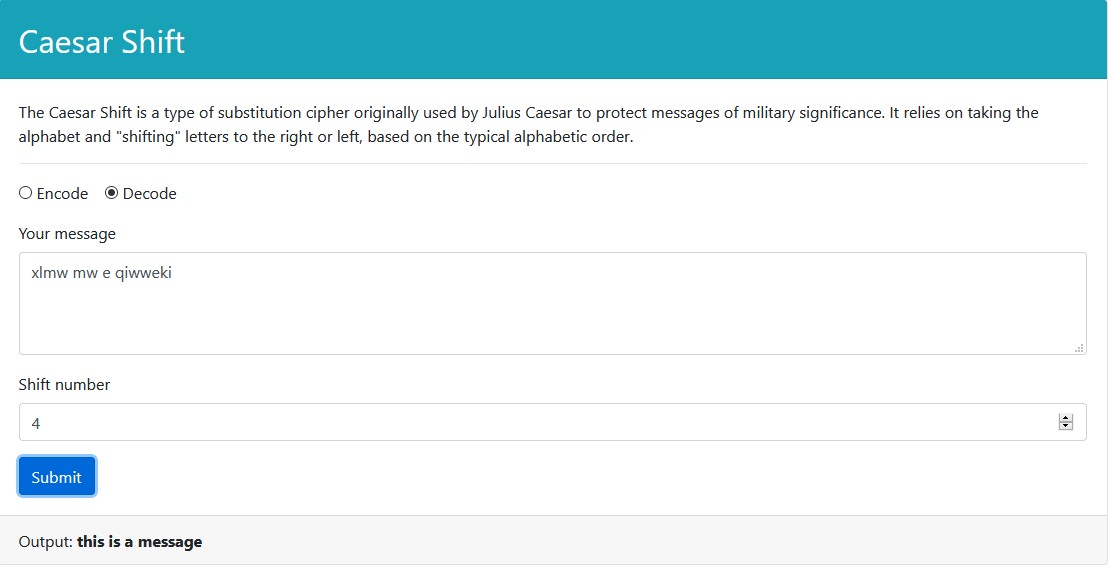 Caesar Shift
The Caesar Shift is a type of substitution cipher originally used by Julius Caesar to protect messages of military significance. It relies on taking the
alphabet and "shifting" letters to the right or left, based on the typical alphabetic order.
Encode Decode
Your message
xlmw mw e qiwweki
Shift number
4
Submit
Output: this is a message